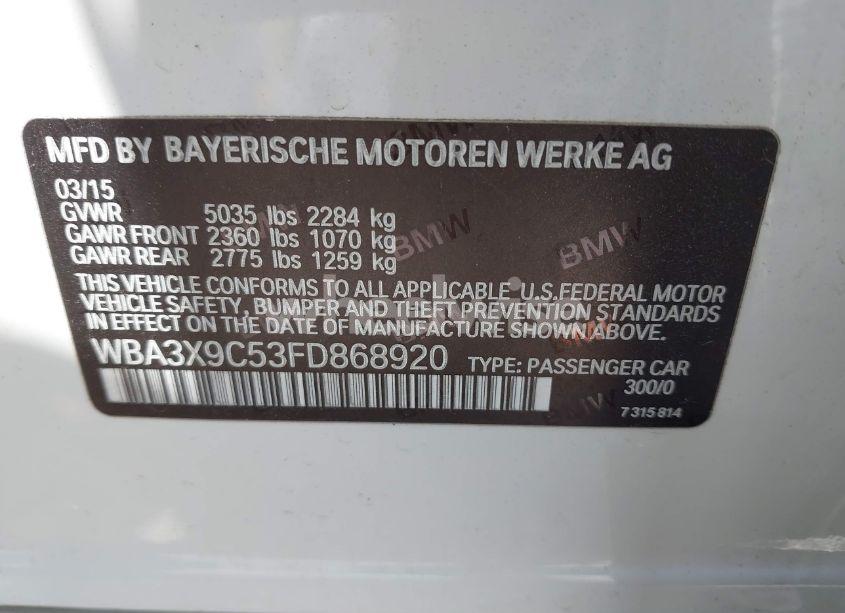 MFD BY BAYERISCHE MOTOREN WERKE AG
03/15
GVWR 5035 lbs 2284 kg
GAWR FRONT 2360 lbs 1070 kg
GAWR REAR 2775 lbs 1259 kg
THIS VEHICLE CONFORMS TO ALL APPLICABLE U.S.FEDERAL MOTOR
VEHICLE SAFETY, BUMPER AND THEFT PREVENTION STANDARDS
IN EFFECT ON THE DATE OF MANUFACTURE SHOWN ABOVE.
WBA3X9C53FD868920 TYPE: PASSENGER CAR
300/0
7 315 814
BMW
BMW
BMW